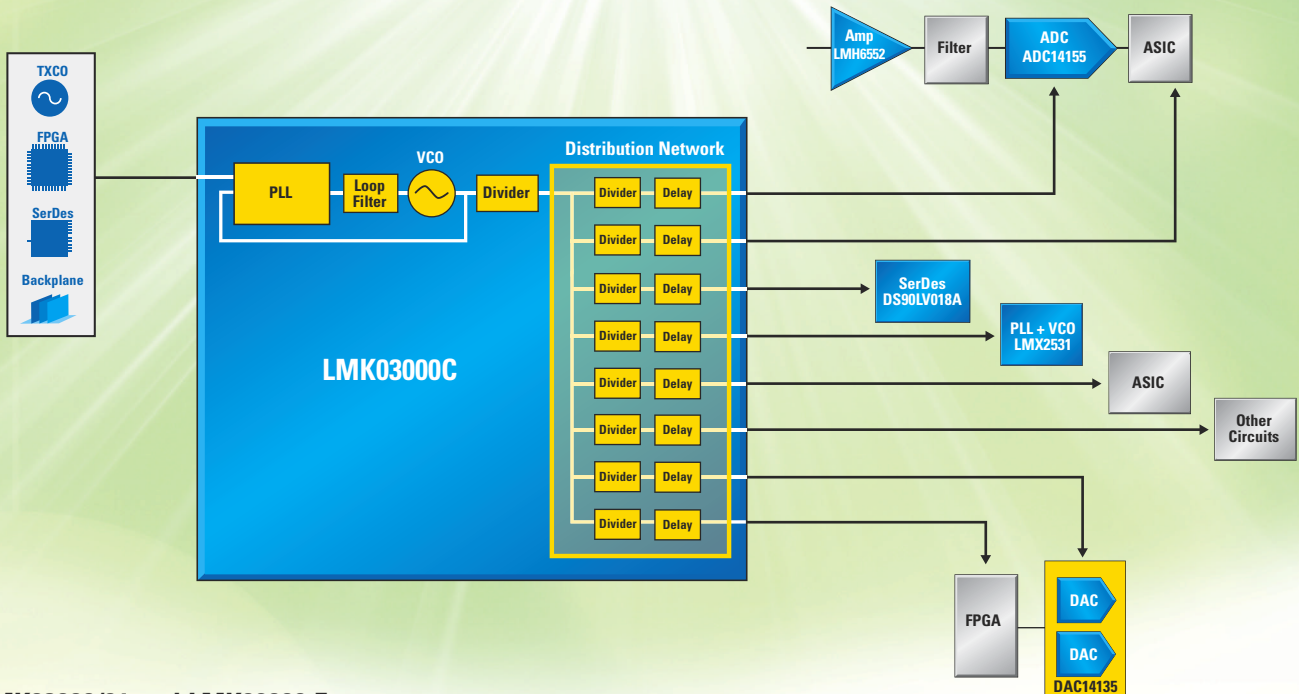 TXCO
FPGA
SerDes
Backplane
Amp
LMH6552
Filter
ADC
ADC14155
ASIC
Distribution Network
VCO
PLL
Loop
Filter
Divider
Divider Delay
Divider Delay
Divider Delay
Divider Delay
Divider Delay
Divider Delay
Divider Delay
Divider Delay
LMK03000C
SerDes
DS90LV018A
PLL + VCO
LMX2531
ASIC
Other
Circuits
FPGA
DAC
DAC
DAC14135